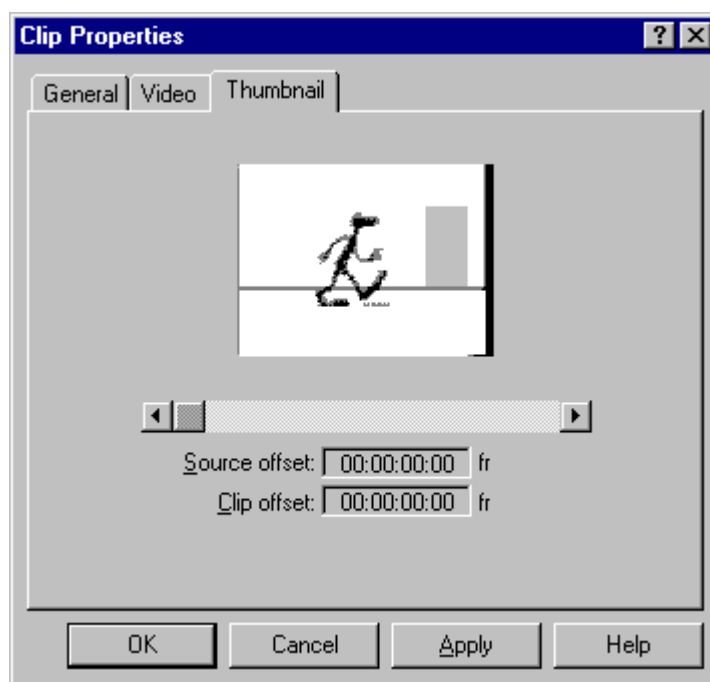 Clip Properties
General Video Thumbnail
Source offset: 00:00:00:00 fr
Clip offset: 00:00:00:00 fr
OK Cancel Apply Help